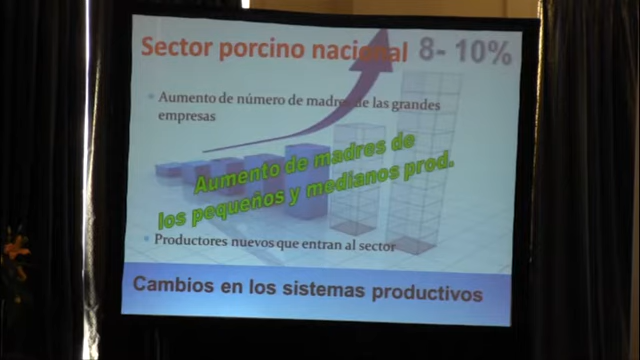 Sector porcino nacional 8- 10%
• Aumento de número de madres de las grandes
empresas
Aumento de madres de
los pequeños y medianos prod.
• Productores nuevos que entran al sector
Cambios en los sistemas productivos